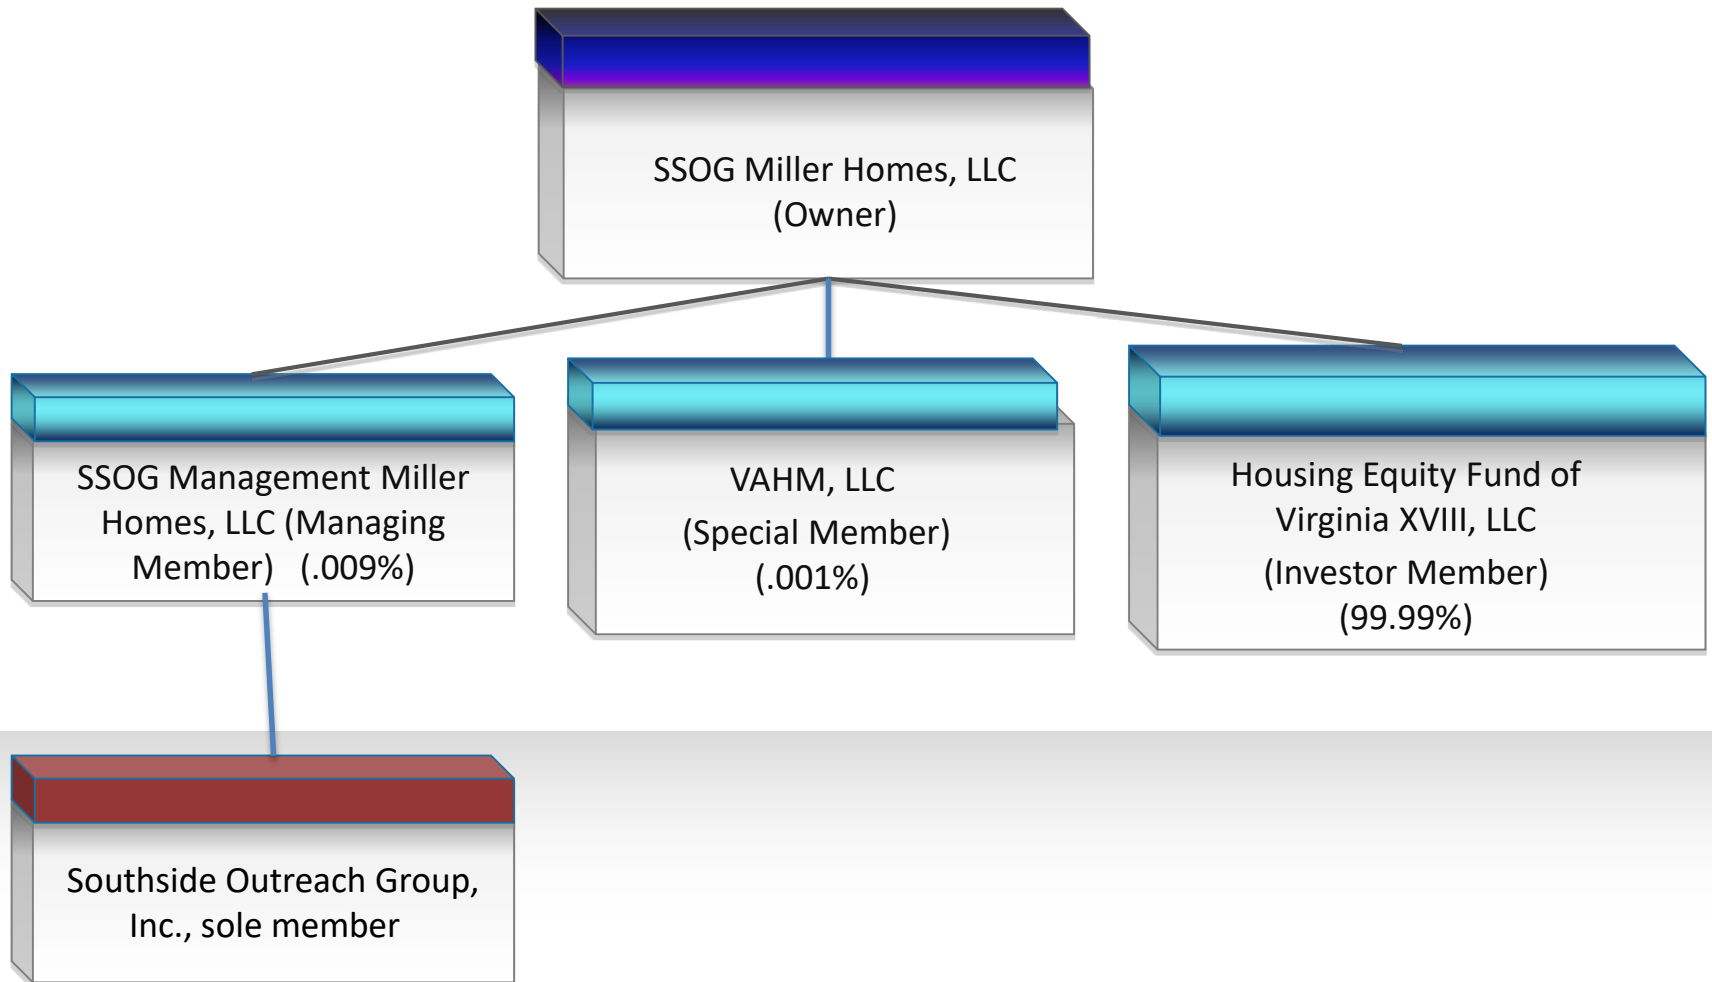 SSOG Miller Homes, LLC
(Owner)
SSOG Management Miller
Homes, LLC (Managing
Member) (.009%)
VAHM, LLC
(Special Member)
(.001%)
Housing Equity Fund of
Virginia XVIII, LLC
(Investor Member)
(99.99%)
Southside Outreach Group,
Inc., sole member